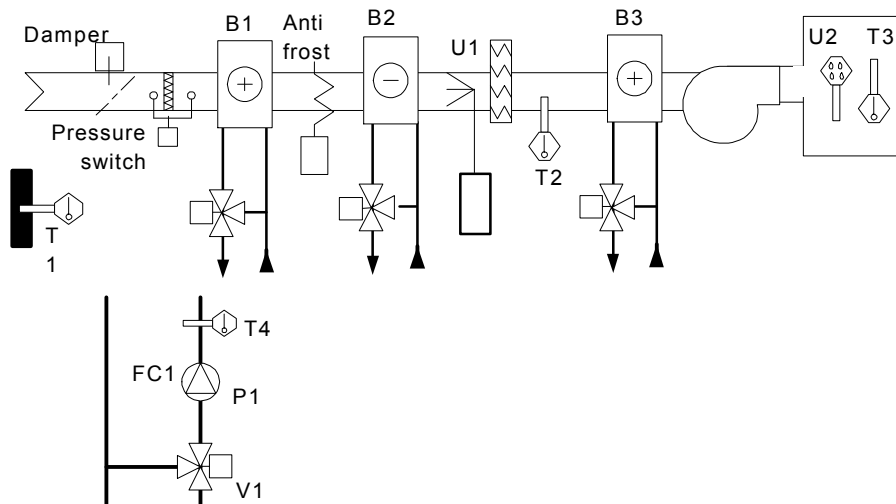 Damper
B1
Anti
frost
B2
U1
B3
U2
T3
Pressure
switch
T2
T
1
T4
FC1
P1
V1